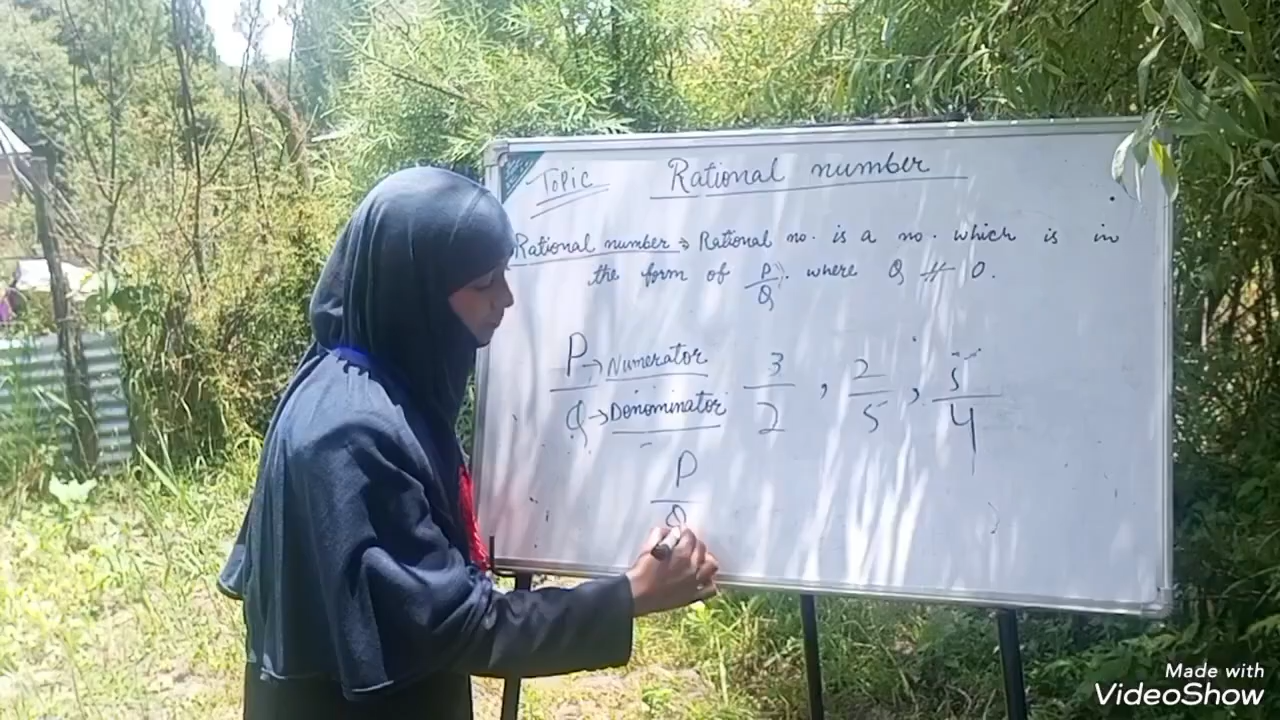 Topic Rational number
Rational number → Rational no. is a no. which is in
the form of P/Q. where Q ≠ 0.
P → Numerator
Q → Denominator
3/2 , 2/5 , 5/4
P/Q
Made with
VideoShow